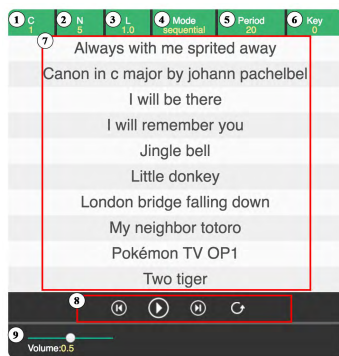 1 C 2 N 3 L 4 Mode 5 Period 6 Key
1 5 1.0 sequential 20 0
7
Always with me sprited away
Canon in c major by johann pachelbel
I will be there
I will remember you
Jingle bell
Little donkey
London bridge falling down
My neighbor totoro
Pokémon TV OP1
Two tiger
8
9
Volume:0.5